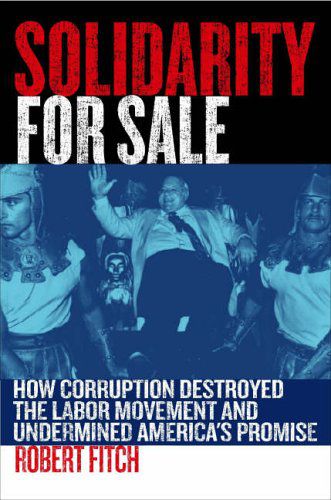 SOLIDARITY
FOR SALE
HOW CORRUPTION DESTROYED
THE LABOR MOVEMENT AND
UNDERMINED AMERICA'S PROMISE
ROBERT FITCH